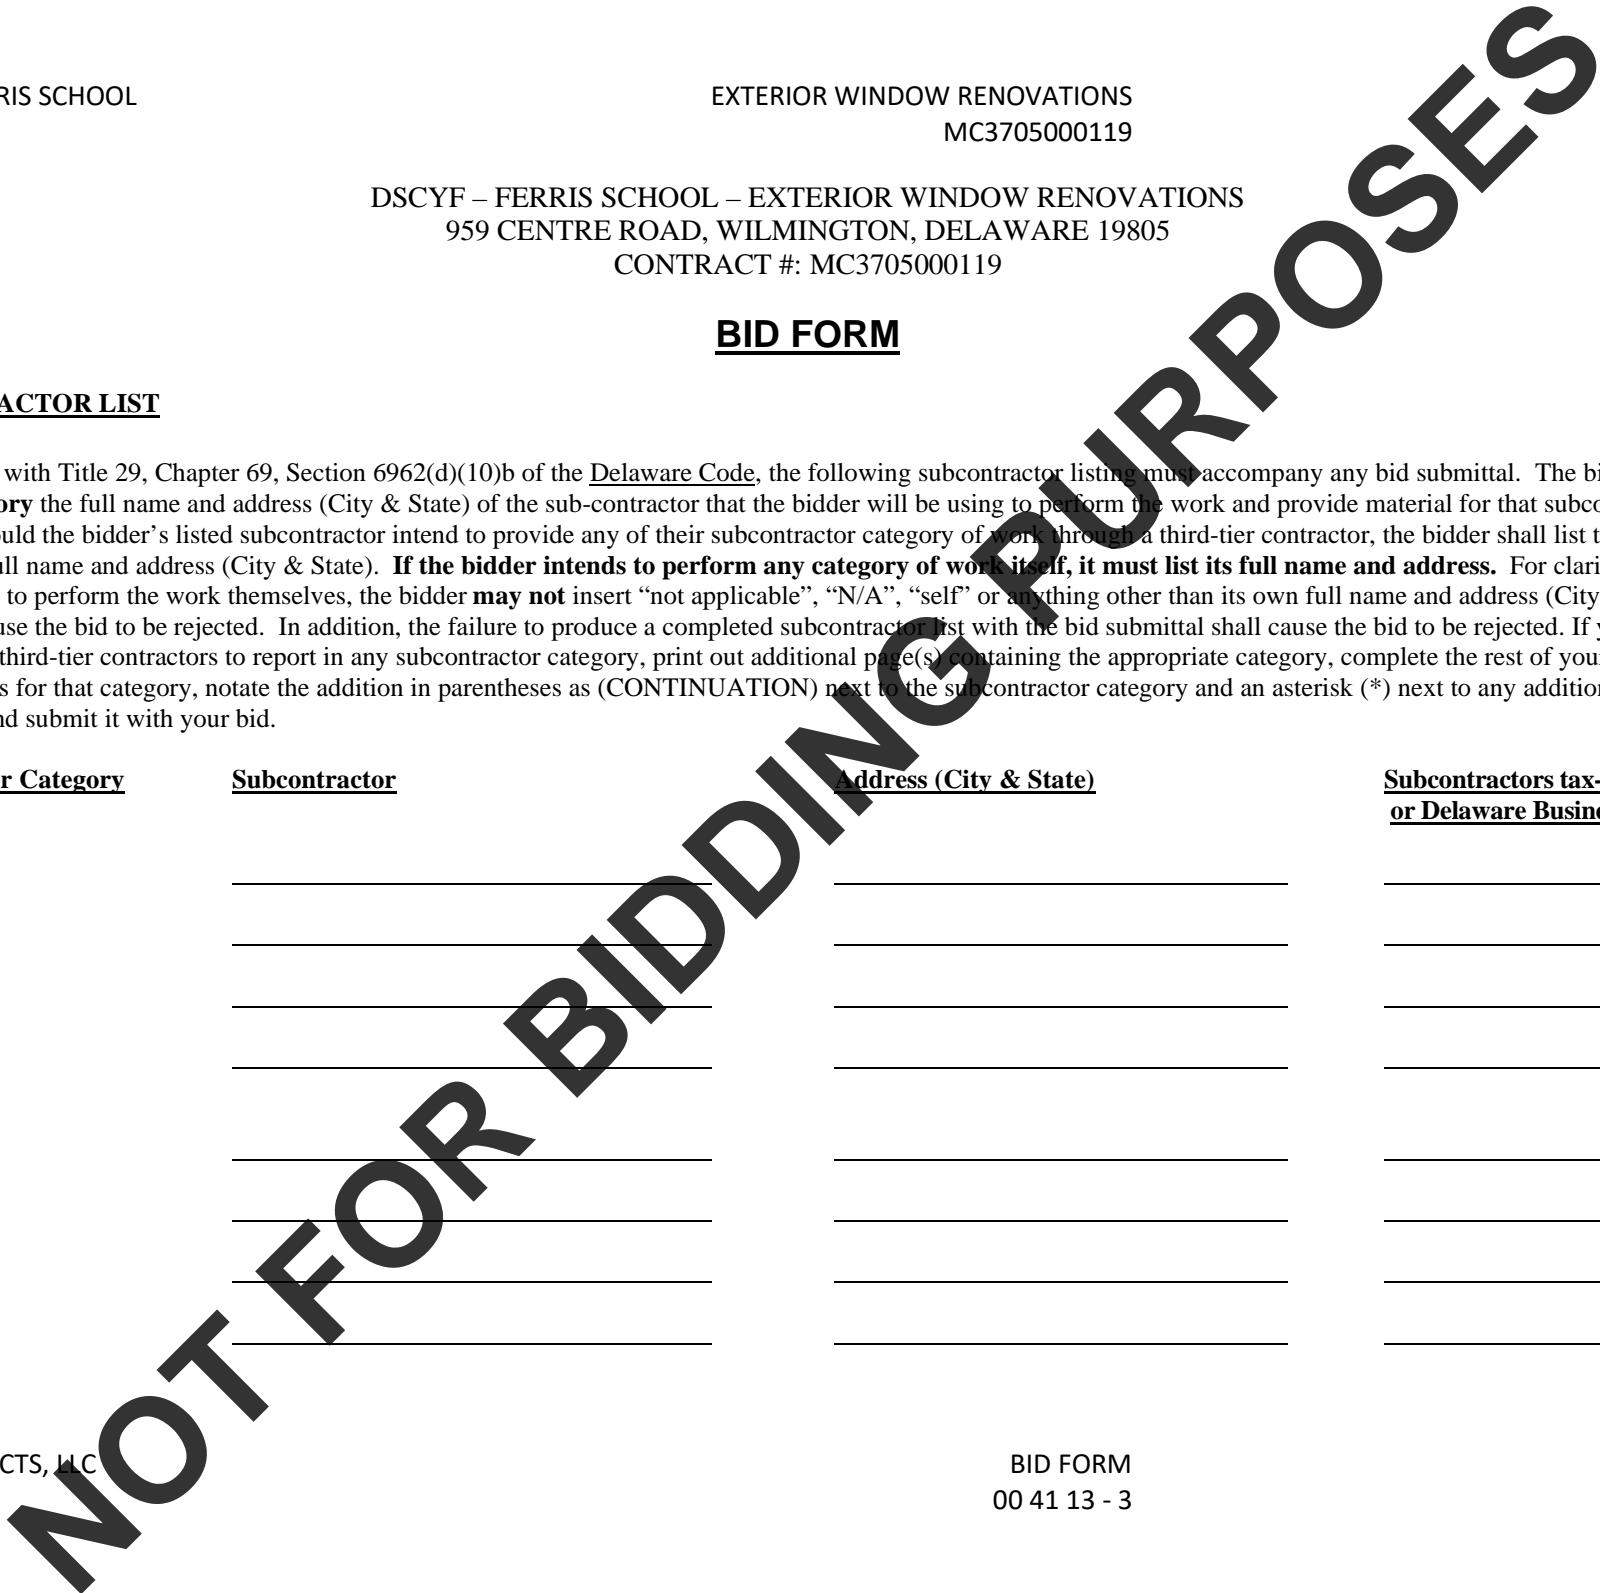 RIS SCHOOL EXTERIOR WINDOW RENOVATIONS
MC3705000119
DSCYF – FERRIS SCHOOL – EXTERIOR WINDOW RENOVATIONS
959 CENTRE ROAD, WILMINGTON, DELAWARE 19805
CONTRACT #: MC3705000119
BID FORM
ACTOR LIST
with Title 29, Chapter 69, Section 6962(d)(10)b of the Delaware Code, the following subcontractor listing must accompany any bid submittal. The bi
ory the full name and address (City & State) of the sub-contractor that the bidder will be using to perform the work and provide material for that subco
uld the bidder’s listed subcontractor intend to provide any of their subcontractor category of work through a third-tier contractor, the bidder shall list t
ull name and address (City & State). If the bidder intends to perform any category of work itself, it must list its full name and address. For clari
to perform the work themselves, the bidder may not insert “not applicable”, “N/A”, “self” or anything other than its own full name and address (City
use the bid to be rejected. In addition, the failure to produce a completed subcontractor list with the bid submittal shall cause the bid to be rejected. If y
third-tier contractors to report in any subcontractor category, print out additional page(s) containing the appropriate category, complete the rest of your
s for that category, notate the addition in parentheses as (CONTINUATION) next to the subcontractor category and an asterisk (*) next to any addition
nd submit it with your bid.
r Category Subcontractor Address (City & State) Subcontractors tax-
or Delaware Busine
CTS, LLC BID FORM
00 41 13 - 3
NOT FOR BIDDING PURPOSES